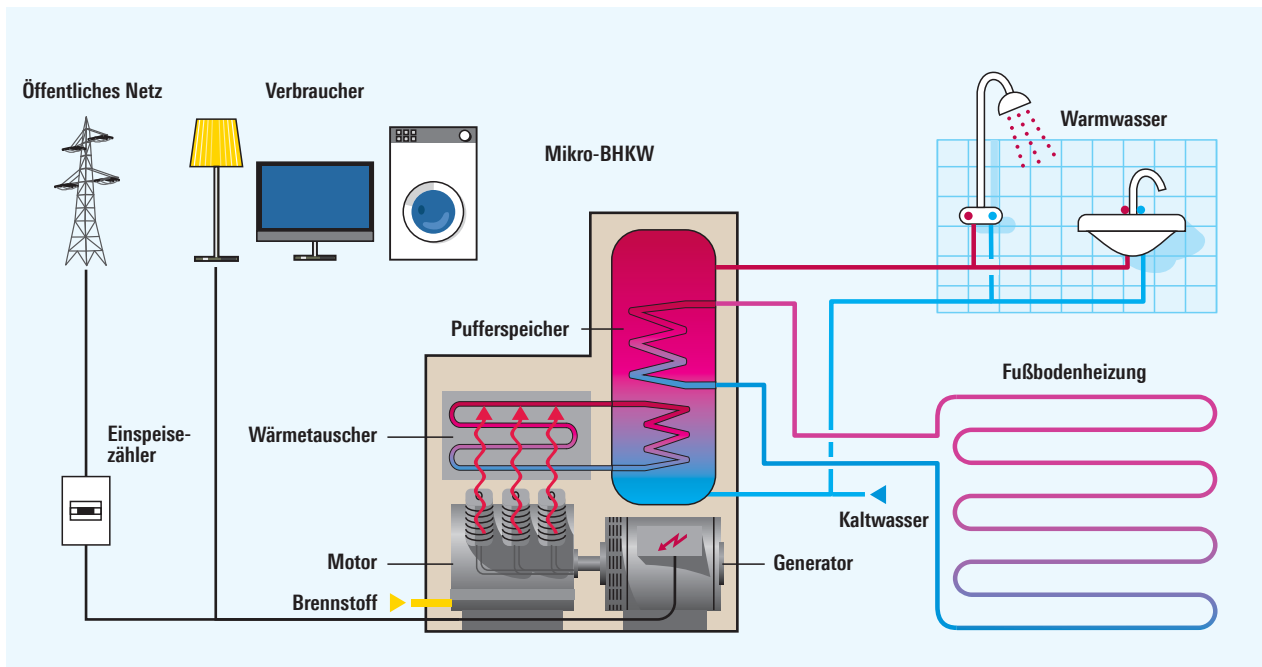 Öffentliches Netz
Verbraucher
Mikro-BHKW
Warmwasser
Pufferspeicher
Fußbodenheizung
Einspeise-
zähler
Wärmetauscher
Kaltwasser
Motor
Generator
Brennstoff